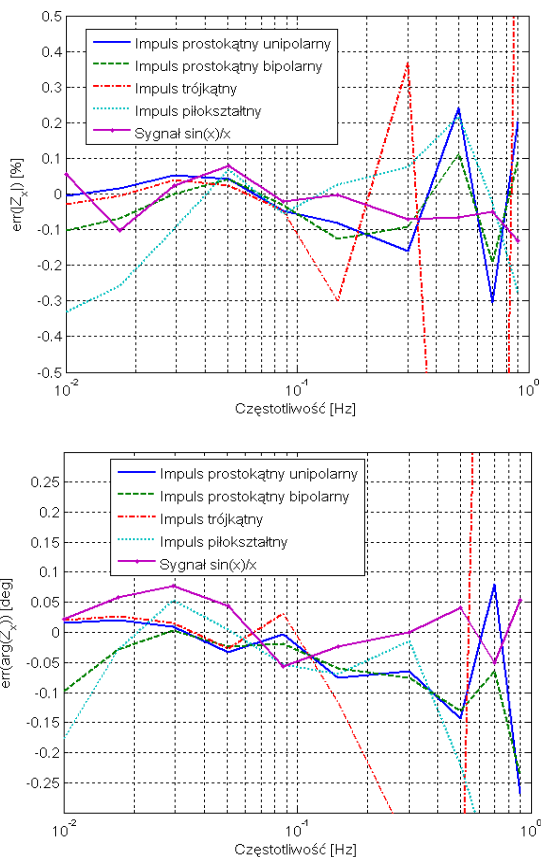 0.5
0.4
0.3
0.2
0.1
0
-0.1
-0.2
-0.3
-0.4
-0.5
err(|Z_x|) [%]
Impuls prostokątny unipolarny
Impuls prostokątny bipolarny
Impuls trójkątny
Impuls piłokształtny
Sygnał sin(x)/x
10^-2
10^-1
10^0
Częstotliwość [Hz]
0.25
0.2
0.15
0.1
0.05
0
-0.05
-0.1
-0.15
-0.2
-0.25
err(arg(Z_x)) [deg]
Impuls prostokątny unipolarny
Impuls prostokątny bipolarny
Impuls trójkątny
Impuls piłokształtny
Sygnał sin(x)/x
10^-2
10^-1
10^0
Częstotliwość [Hz]